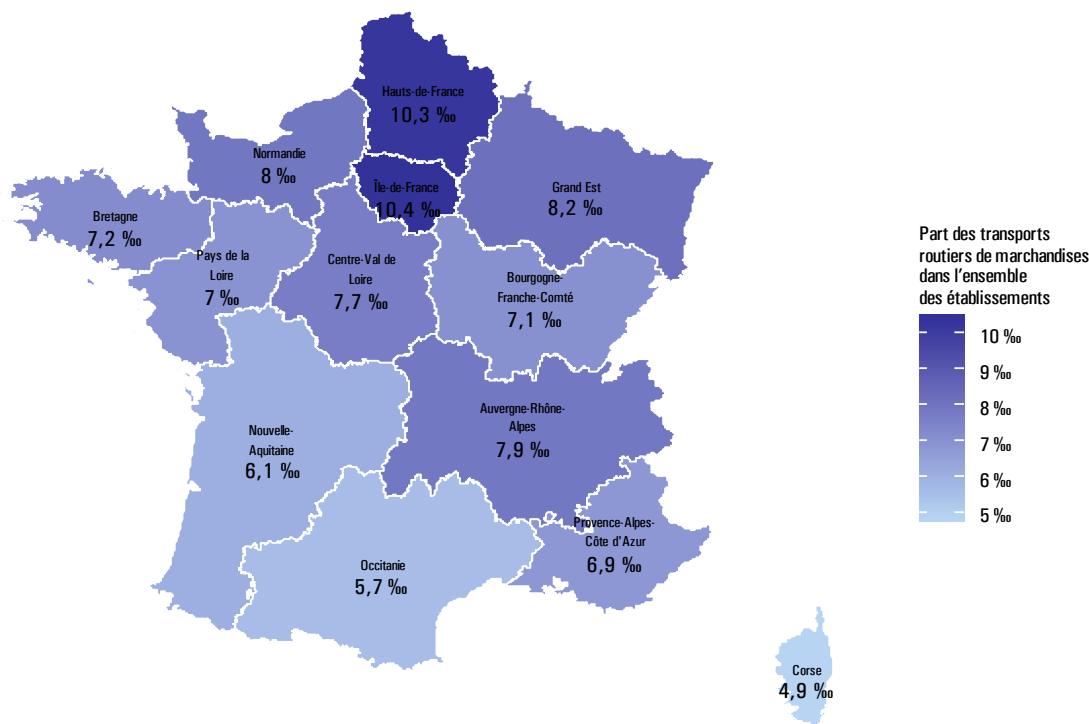 Hauts-de-France
10,3 ‰
Normandie
8 ‰
Île-de-France
10,4 ‰
Grand Est
8,2 ‰
Bretagne
7,2 ‰
Pays de la
Loire
7 ‰
Centre-Val de
Loire
7,7 ‰
Bourgogne-
Franche-Comté
7,1 ‰
Auvergne-Rhône-
Alpes
7,9 ‰
Nouvelle-
Aquitaine
6,1 ‰
Occitanie
5,7 ‰
Provence-Alpes-
Côte d'Azur
6,9 ‰
Corse
4,9 ‰
Part des transports
routiers de marchandises
dans l'ensemble
des établissements
10 ‰
9 ‰
8 ‰
7 ‰
6 ‰
5 ‰